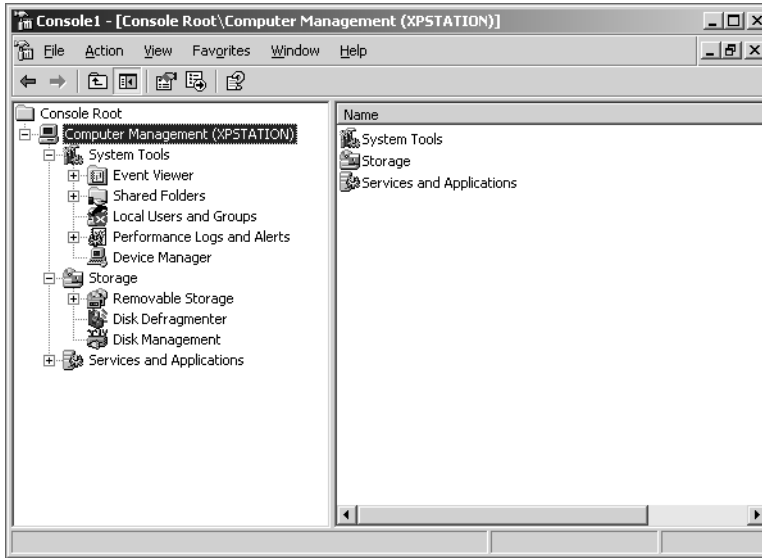 Console1 - [Console Root\Computer Management (XPSTATION)]
File Action View Favorites Window Help
Console Root
Computer Management (XPSTATION)
System Tools
Event Viewer
Shared Folders
Local Users and Groups
Performance Logs and Alerts
Device Manager
Storage
Removable Storage
Disk Defragmenter
Disk Management
Services and Applications
Name
System Tools
Storage
Services and Applications